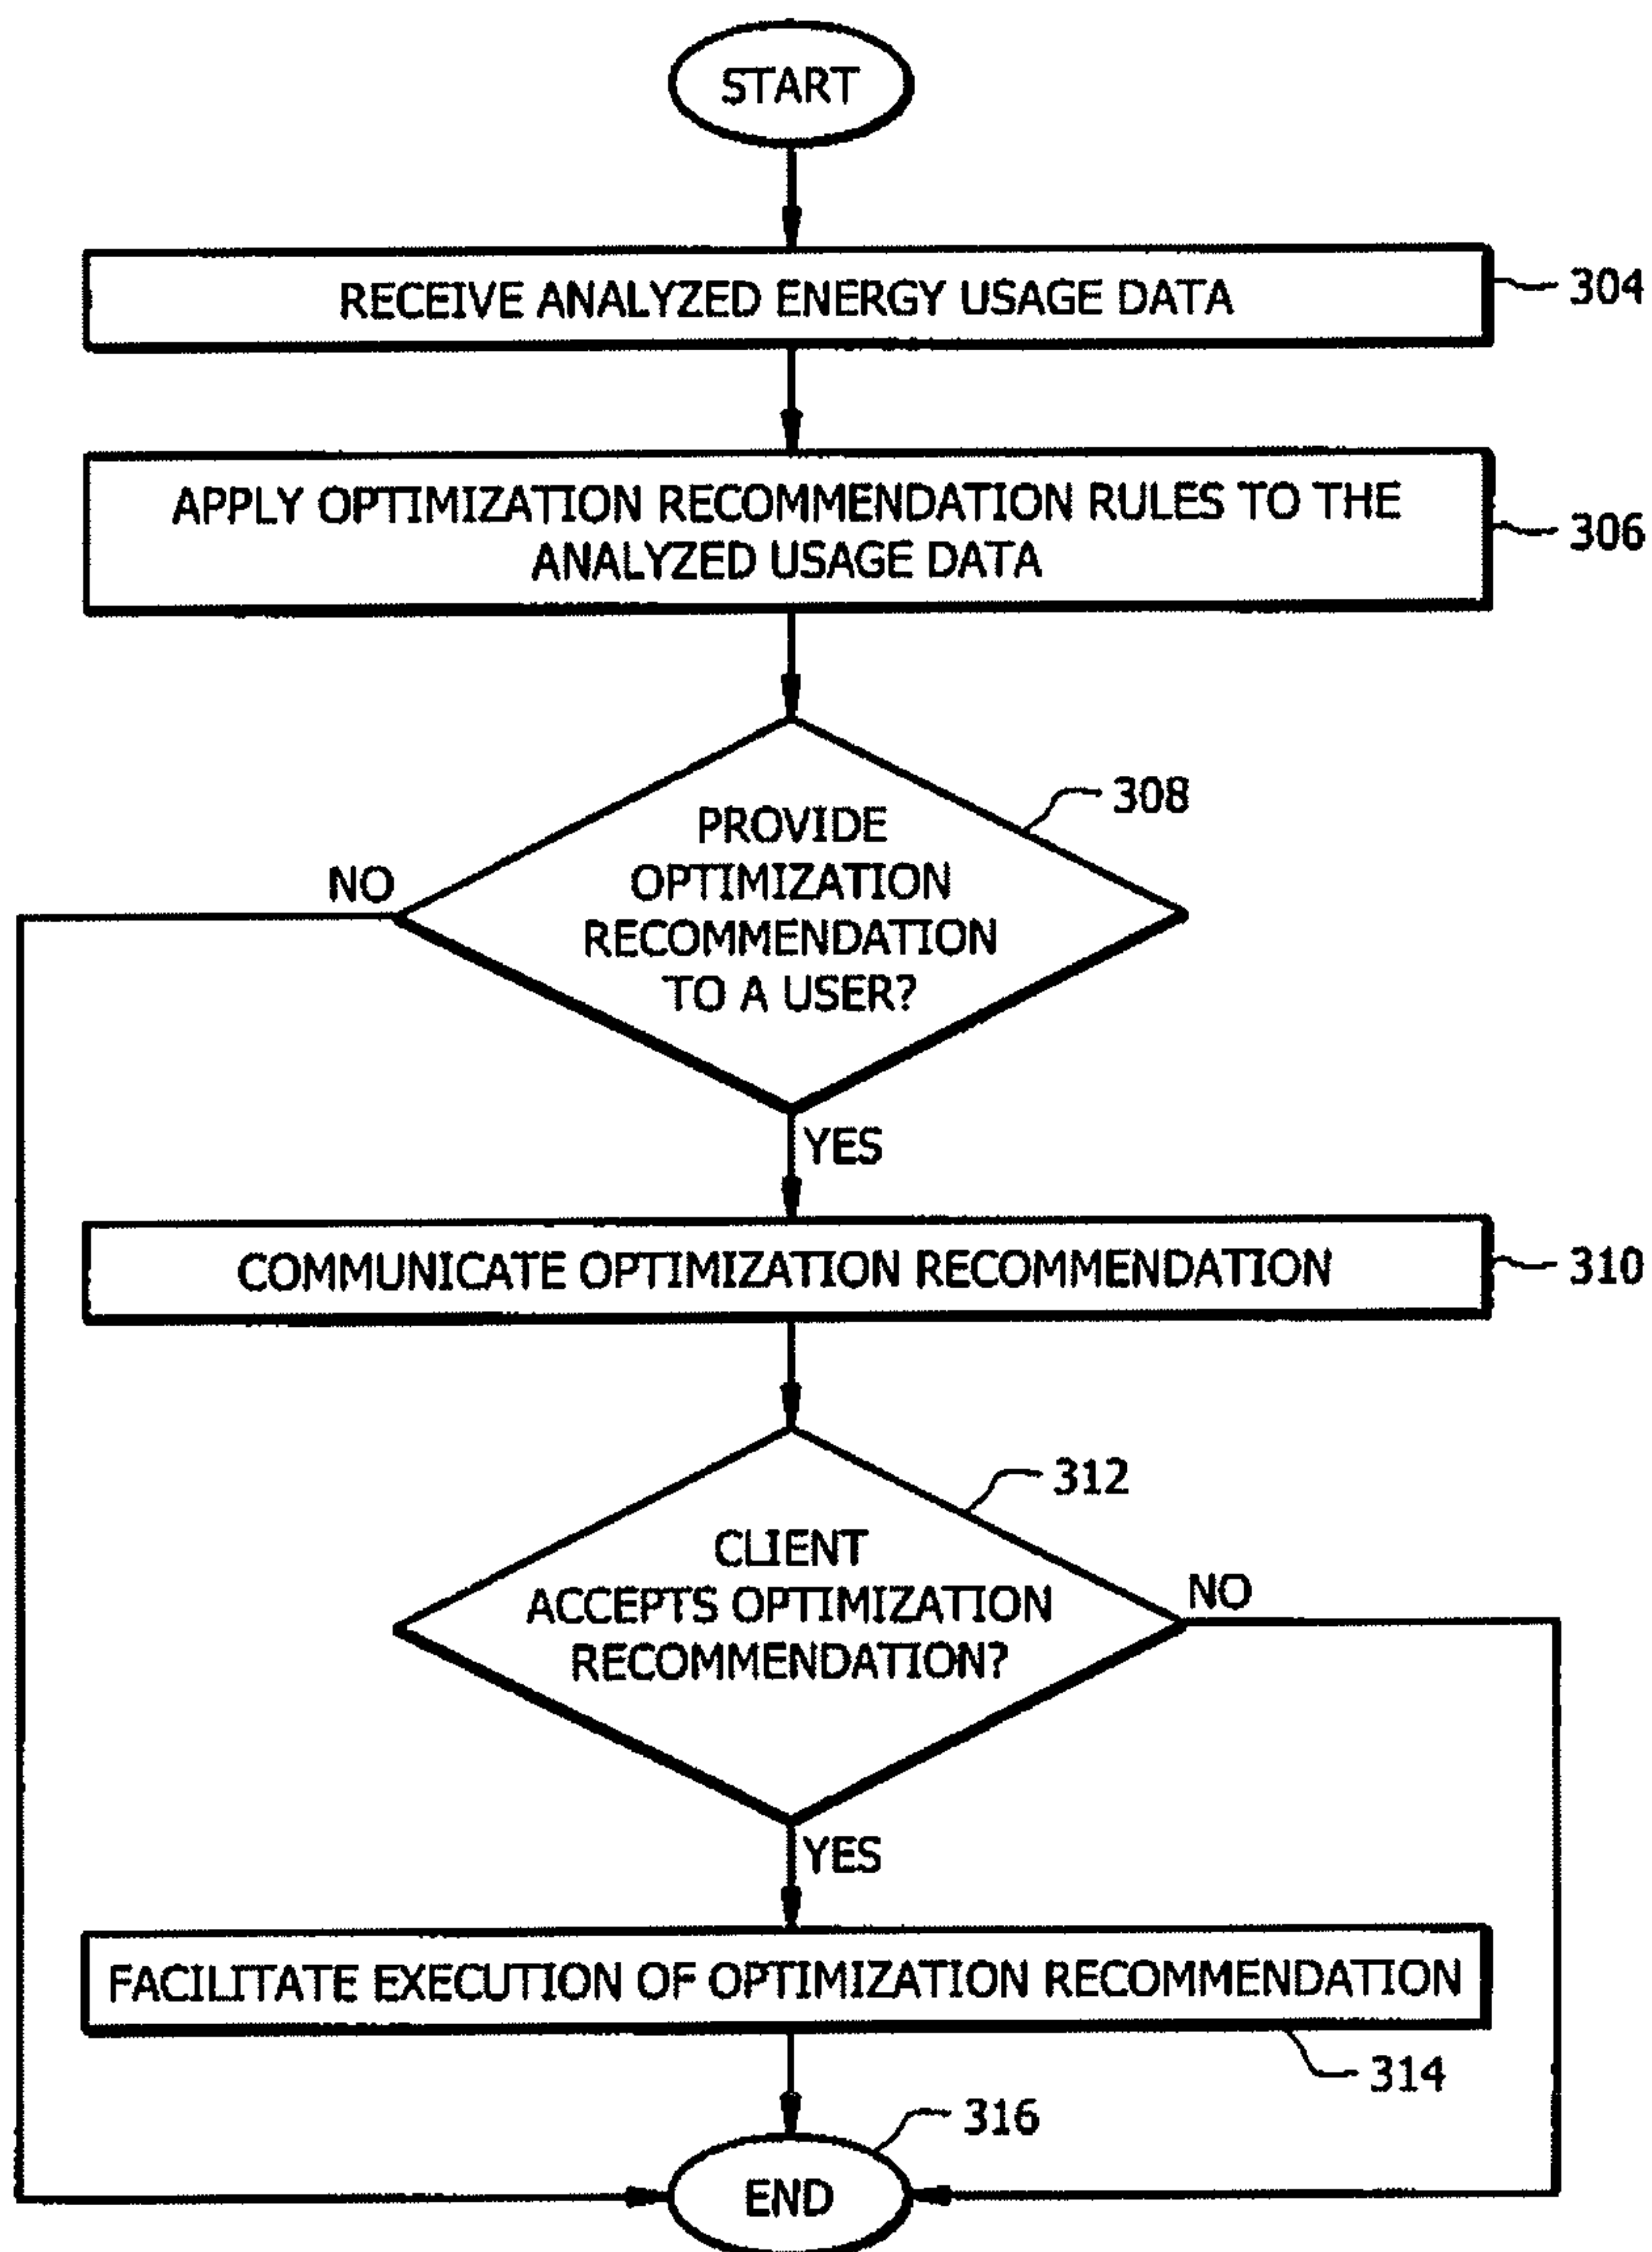 START
RECEIVE ANALYZED ENERGY USAGE DATA
304
APPLY OPTIMIZATION RECOMMENDATION RULES TO THE
ANALYZED USAGE DATA
306
308
PROVIDE
OPTIMIZATION
RECOMMENDATION
TO A USER?
NO
YES
COMMUNICATE OPTIMIZATION RECOMMENDATION
310
312
CLIENT
ACCEPTS OPTIMIZATION
RECOMMENDATION?
NO
YES
FACILITATE EXECUTION OF OPTIMIZATION RECOMMENDATION
314
316
END